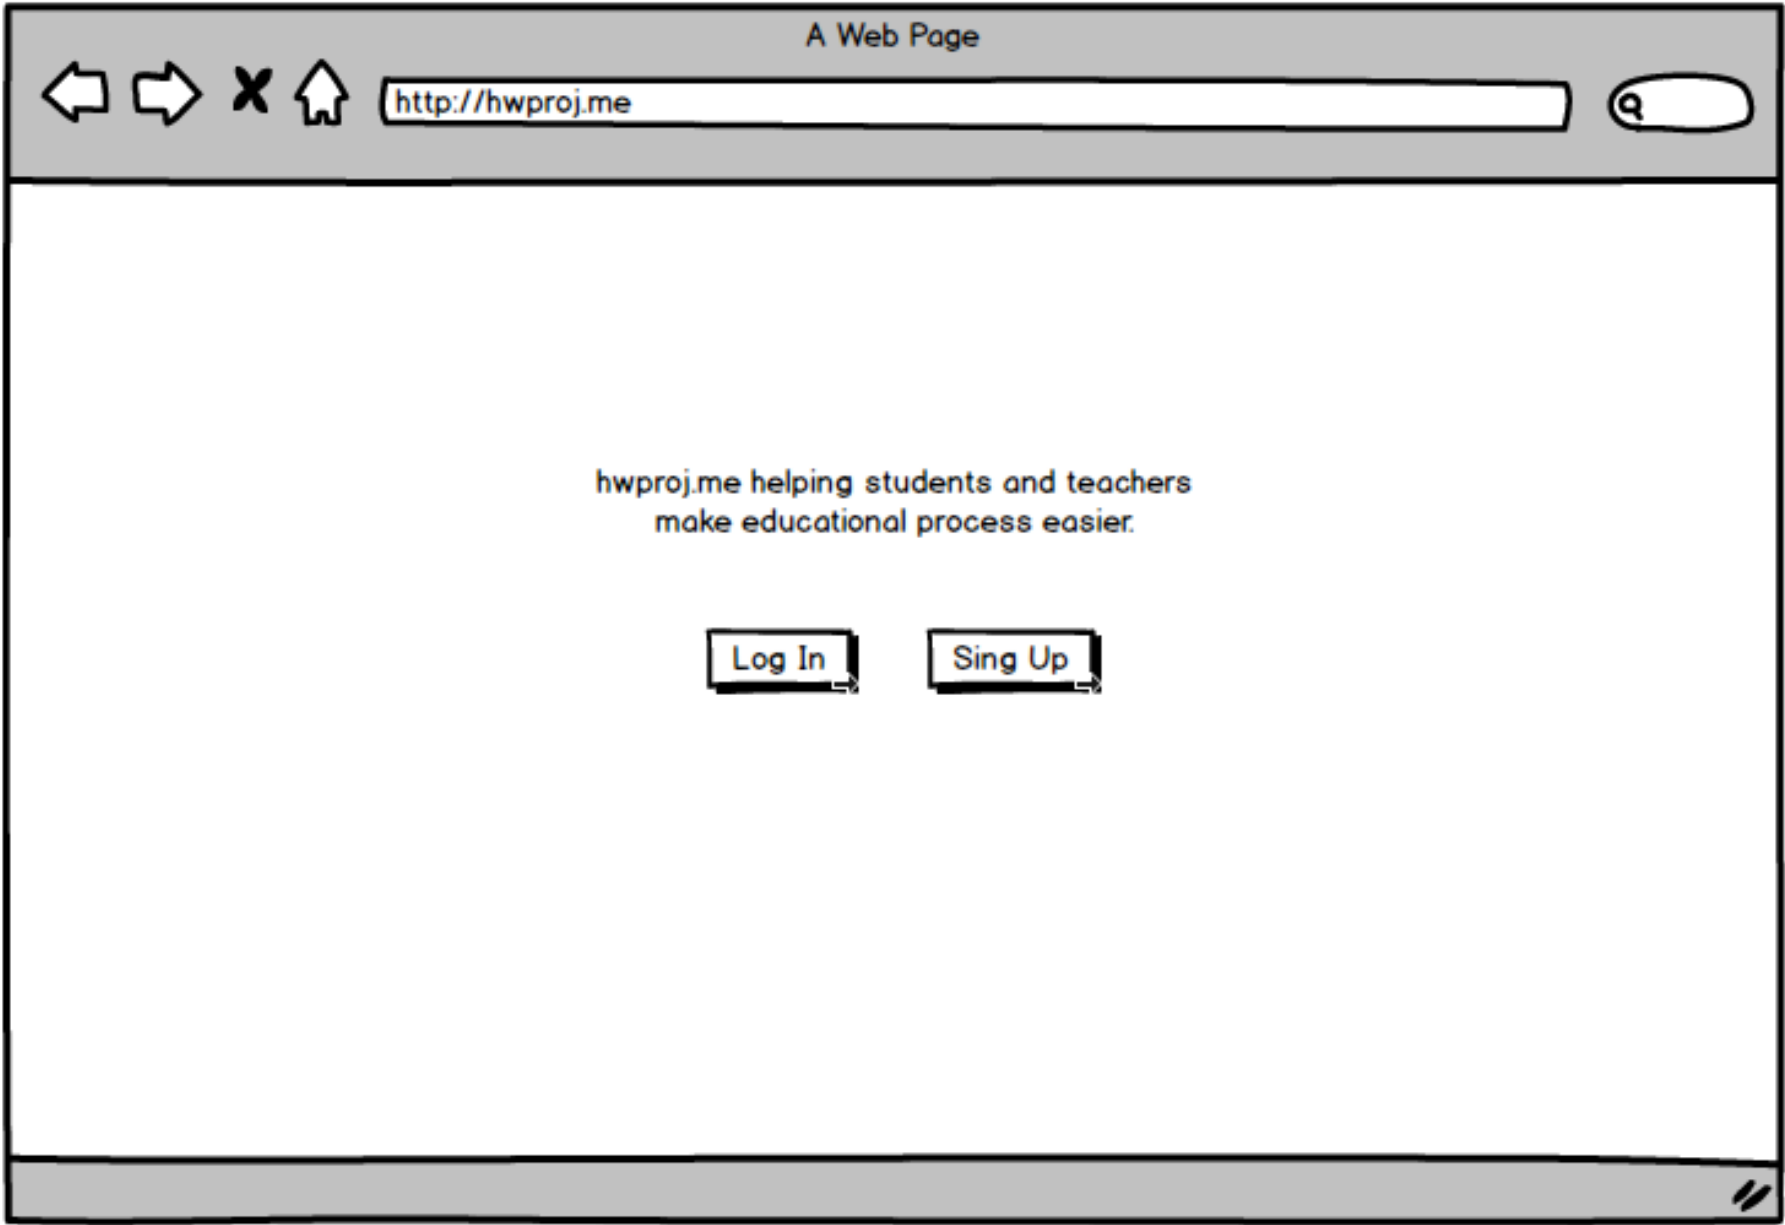 A Web Page
http://hwproj.me
hwproj.me helping students and teachers
make educational process easier.
Log In
Sing Up